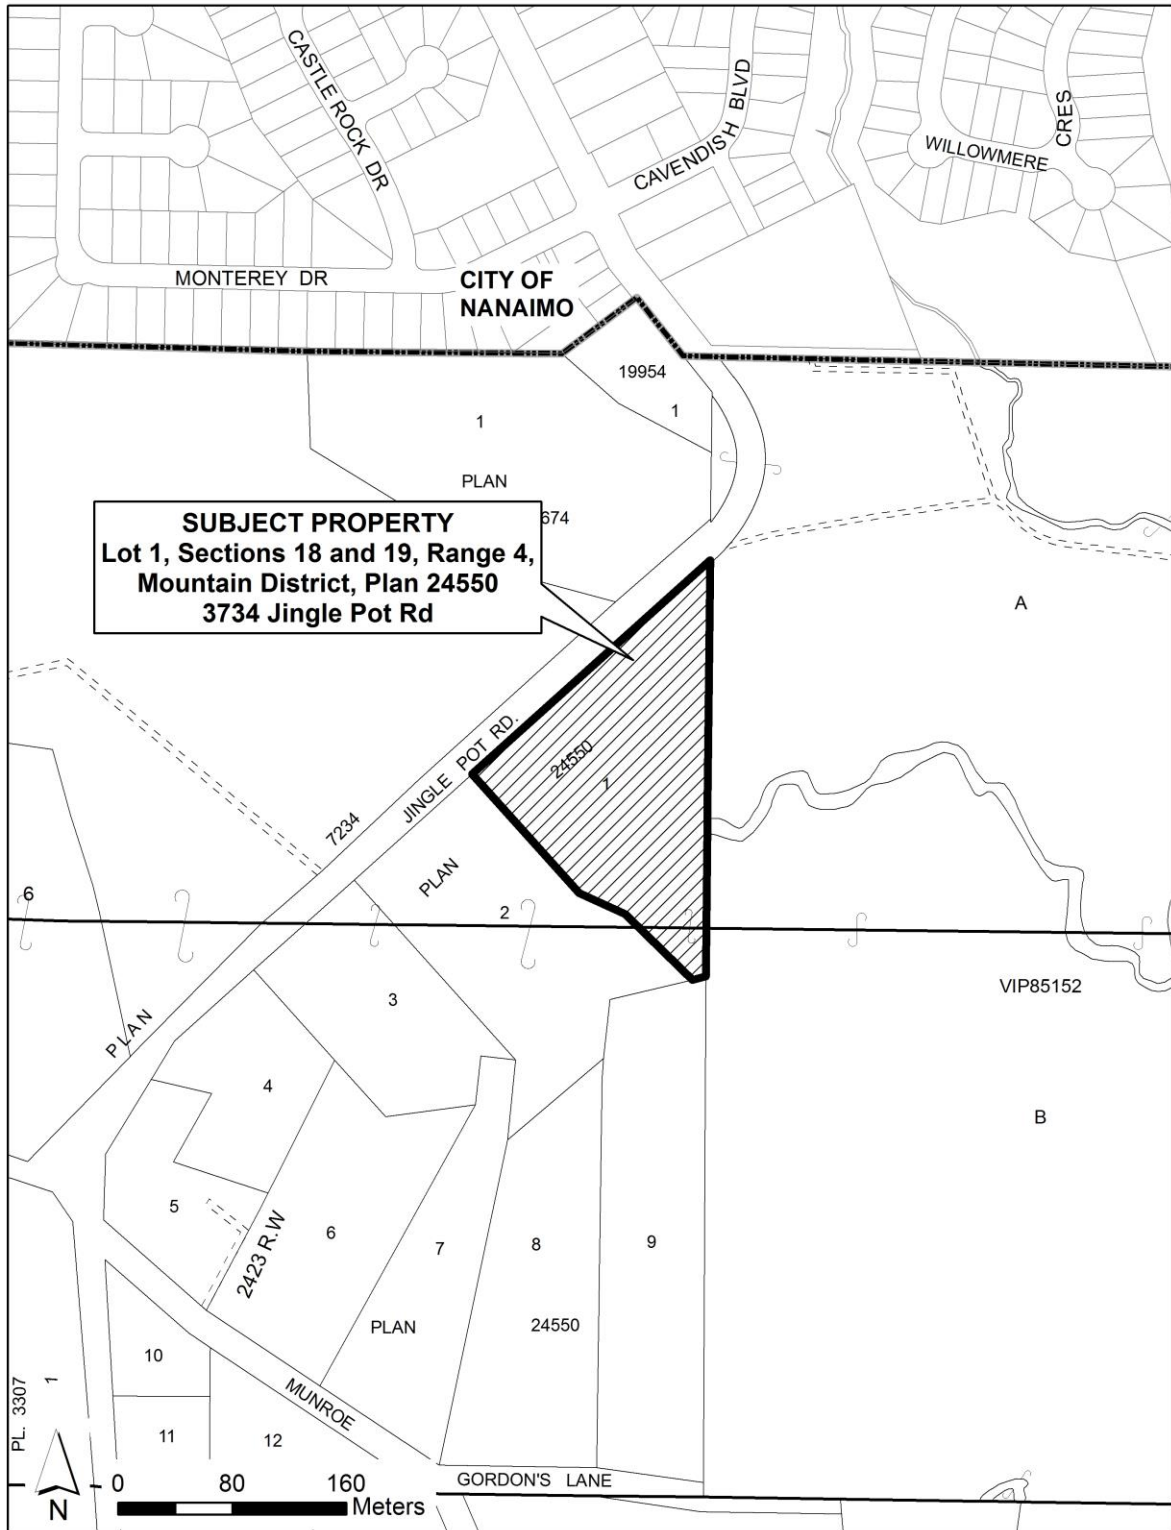 CASTLE ROCK DR
CAVENDISH BLVD
WILLOWMERE CRES
MONTEREY DR
CITY OF
NANAIMO
19954
1
1
PLAN
674
SUBJECT PROPERTY
Lot 1, Sections 18 and 19, Range 4,
Mountain District, Plan 24550
3734 Jingle Pot Rd
A
JINGLE POT RD.
24550
1
7234
PLAN
6
2
PLAN
3
VIP85152
4
B
5
2423 R.W
6
7
8
9
PLAN
24550
10
MUNROE
PL. 3307
1
11
12
GORDON'S LANE
0 80 160
Meters
N